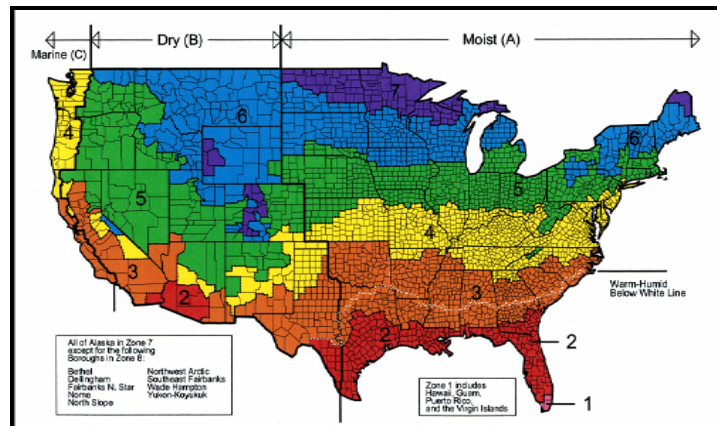 Marine (C)
Dry (B)
Moist (A)
7
6
6
4
5
5
4
3
3
2
2
Warm-Humid
Below White Line
2
1
All of Alaska in Zone 7
except for the following
Boroughs in Zone 8:
Bethel Northwest Arctic
Dellingham Southeast Fairbanks
Fairbanks N. Star Wade Hampton
Nome Yukon-Koyukuk
North Slope
Zone 1 includes
Hawaii, Guam,
Puerto Rico,
and the Virgin Islands